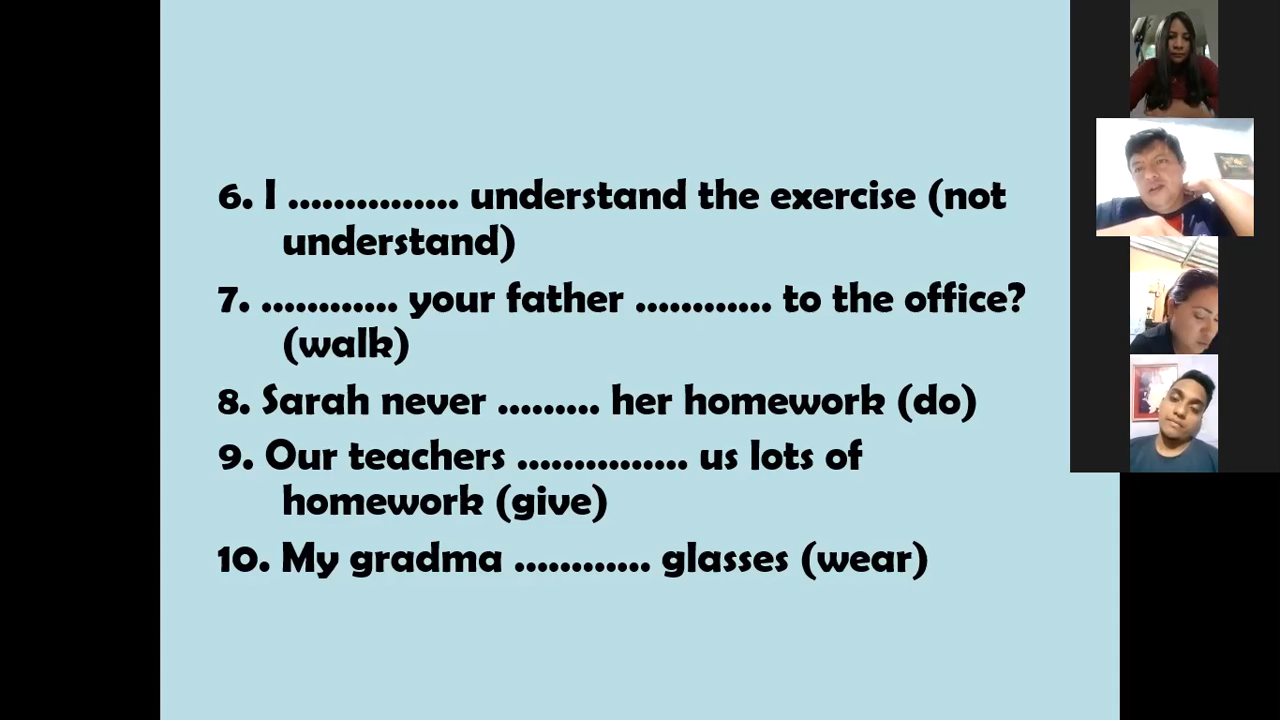 6. I ............... understand the exercise (not
understand)
7. ............ your father ............ to the office?
(walk)
8. Sarah never ......... her homework (do)
9. Our teachers ............... us lots of
homework (give)
10. My gradma ............ glasses (wear)